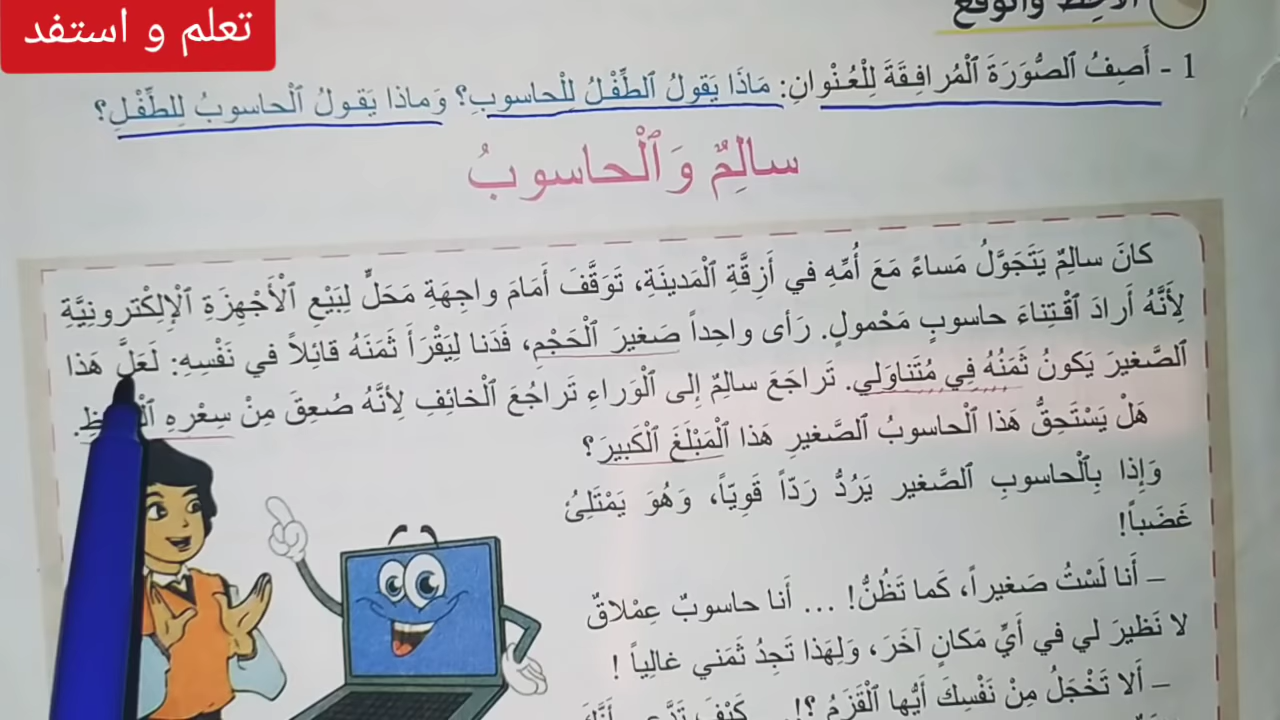 تعلم و استفد
1 - أَصِفُ ٱلصُّورَةَ ٱلْمُرافِقَةَ لِلْعُنْوانِ: مَاذَا يَقولُ ٱلطِّفْلُ لِلْحاسوبِ؟ وَماذا يَقولُ ٱلْحاسوبُ لِلطِّفْلِ؟
سالِمٌ وَٱلْحاسوبُ
كانَ سالِمٌ يَتَجَوَّلُ مَساءً مَعَ أُمِّهِ في أَزِقَّةِ ٱلْمَدينَةِ، تَوَقَّفَ أَمَامَ واجِهَةِ مَحَلٍّ لِبَيْعِ ٱلْأَجْهِزَةِ ٱلْإِلِكْترونِيَّةِ
لِأَنَّهُ أَرادَ ٱقْتِناءَ حاسوبٍ مَحْمولٍ. رَأى واحِداً صَغيرَ ٱلْحَجْمِ، فَدَنا لِيَقْرَأَ ثَمَنَهُ قائِلاً في نَفْسِهِ: لَعَلَّ هَذا
ٱلصَّغيرَ يَكونُ ثَمَنُهُ فِي مُتَناوَلي. تَراجَعَ سالِمٌ إِلى ٱلْوَراءِ تَراجُعَ ٱلْخائِفِ لِأَنَّهُ صُعِقَ مِنْ سِعْرِهِ
هَلْ يَسْتَحِقُّ هَذا ٱلْحاسوبُ ٱلصَّغيرِ هَذا ٱلْمَبْلَغَ ٱلْكَبيرَ؟
وَإِذا بِٱلْحاسوبِ ٱلصَّغير يَرُدُّ رَدّاً قَوِيّاً، وَهُوَ يَمْتَلِئُ
غَضَباً!
– أَنا لَسْتُ صَغيراً، كَما تَظُنُّ! ... أَنا حاسوبٌ عِمْلاقٌ
لا نَظيرَ لي في أَيِّ مَكانٍ آخَرَ، وَلِهَذا تَجِدُ ثَمَني غالِياً !
– أَلا تَخْجَلُ مِنْ نَفْسِكَ أَيُّها ٱلْقَزَمُ ؟! ... كَيْفَ تَدَّعي أَنَّكَ